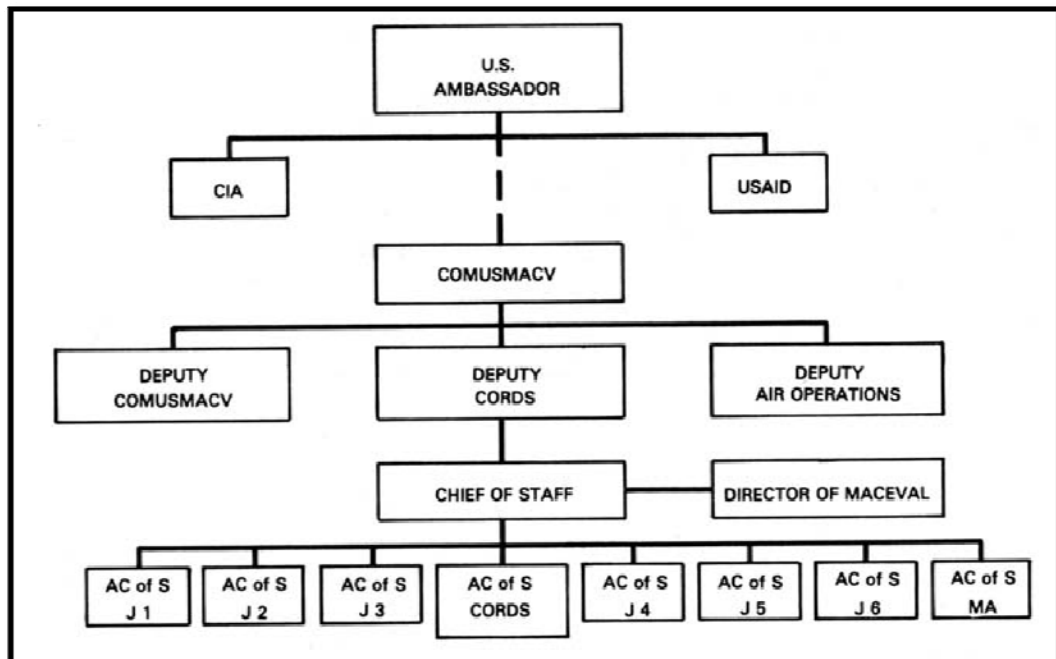 U.S.
AMBASSADOR
CIA
USAID
COMUSMACV
DEPUTY
COMUSMACV
DEPUTY
CORDS
DEPUTY
AIR OPERATIONS
CHIEF OF STAFF
DIRECTOR OF MACEVAL
AC of S
J 1
AC of S
J 2
AC of S
J 3
AC of S
CORDS
AC of S
J 4
AC of S
J 5
AC of S
J 6
AC of S
MA